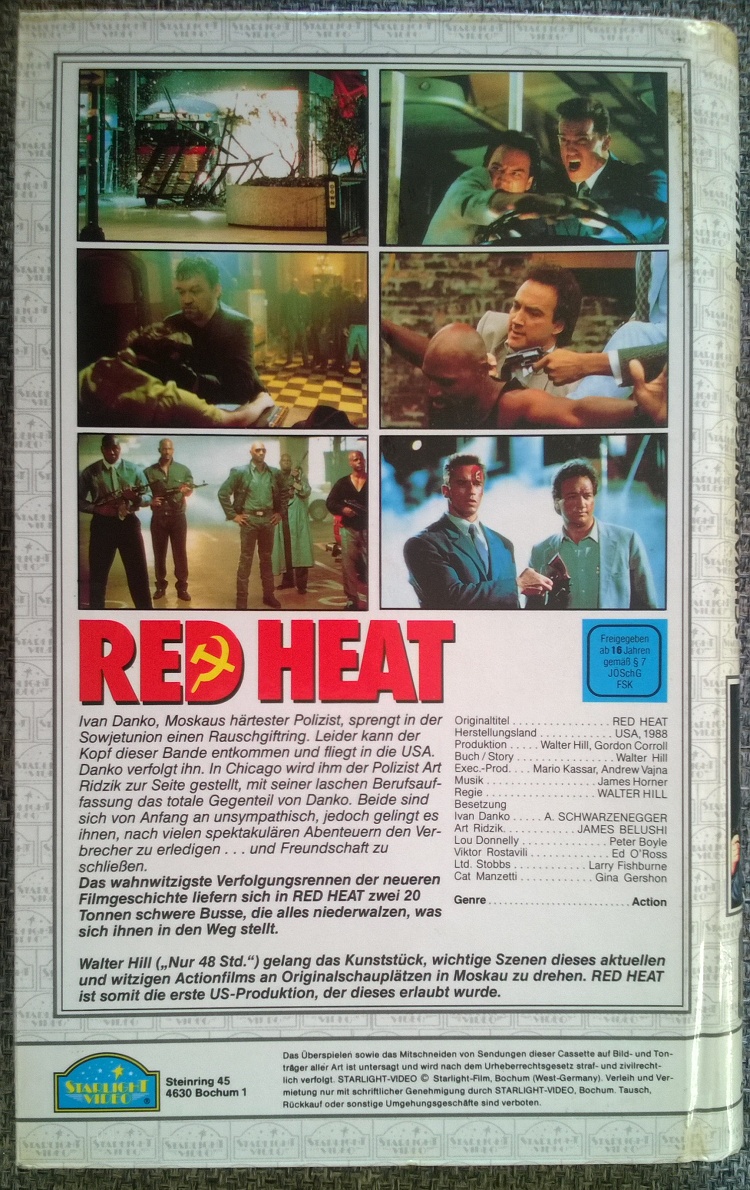 RED HEAT
Freigegeben
ab 16 Jahren
gemäß § 7
JÖSchG
FSK
Ivan Danko, Moskaus härtester Polizist, sprengt in der
Sowjetunion einen Rauschgiftring. Leider kann der
Kopf dieser Bande entkommen und fliegt in die USA.
Danko verfolgt ihn. In Chicago wird ihm der Polizist Art
Ridzik zur Seite gestellt, mit seiner laschen Berufsauf-
fassung das totale Gegenteil von Danko. Beide sind
sich von Anfang an unsympathisch, jedoch gelingt es
ihnen, nach vielen spektakulären Abenteuern den Ver-
brecher zu erledigen . . . und Freundschaft zu
schließen.
Das wahnwitzigste Verfolgungsrennen der neueren
Filmgeschichte liefern sich in RED HEAT zwei 20
Tonnen schwere Busse, die alles niederwalzen, was
sich ihnen in den Weg stellt.
Originaltitel . . . . . . . . . . . . . . . RED HEAT
Herstellungsland . . . . . . . . . . . . USA, 1988
Produktion . . . . . Walter Hill, Gordon Corroll
Buch / Story . . . . . . . . . . . . . . . Walter Hill
Exec.-Prod. . . . Mario Kassar, Andrew Vajna
Musik . . . . . . . . . . . . . . . . . James Horner
Regie . . . . . . . . . . . . . . . . . WALTER HILL
Besetzung
Ivan Danko . . . . . A. SCHWARZENEGGER
Art Ridzik. . . . . . . . . . . . JAMES BELUSHI
Lou Donnelly . . . . . . . . . . . . . Peter Boyle
Viktor Rostavili . . . . . . . . . . . . Ed O'Ross
Ltd. Stobbs . . . . . . . . . . . Larry Fishburne
Cat Manzetti . . . . . . . . . . . Gina Gershon
Genre . . . . . . . . . . . . . . . . . . . . . . Action
Walter Hill („Nur 48 Std.“) gelang das Kunststück, wichtige Szenen dieses aktuellen
und witzigen Actionfilms an Originalschauplätzen in Moskau zu drehen. RED HEAT
ist somit die erste US-Produktion, der dieses erlaubt wurde.
STARLIGHT
VIDEO ®
Steinring 45
4630 Bochum 1
Das Überspielen sowie das Mitschneiden von Sendungen dieser Cassette auf Bild- und Ton-
träger aller Art ist untersagt und wird nach dem Urheberrechtsgesetz straf- und zivilrecht-
lich verfolgt. STARLIGHT-VIDEO © Starlight-Film, Bochum (West-Germany). Verleih und Ver-
mietung nur mit schriftlicher Genehmigung durch STARLIGHT-VIDEO, Bochum. Tausch,
Rückkauf oder sonstige Umgehungsgeschäfte sind verboten.